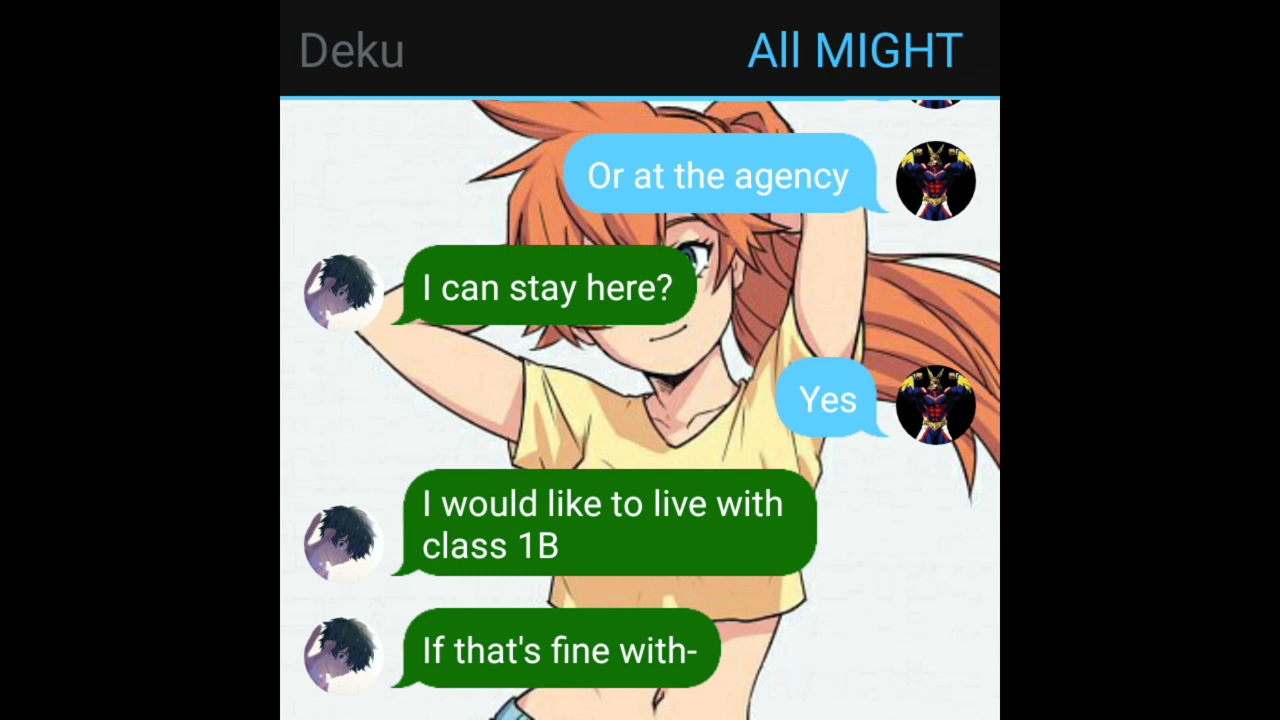 Deku
All MIGHT
Or at the agency
I can stay here?
Yes
I would like to live with
class 1B
If that's fine with-